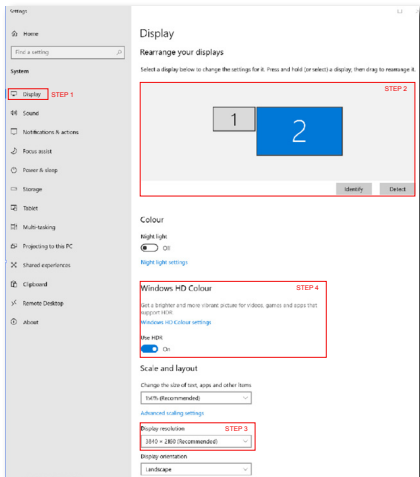 Settings
Home
Find a setting
System
Display STEP 1
Sound
Notifications & actions
Focus assist
Power & sleep
Storage
Tablet
Multi-tasking
Projecting to this PC
Shared experiences
Clipboard
Remote Desktop
About
Display
Rearrange your displays
Select a display below to change the settings for it. Press and hold (or select) a display, then drag to rearrange it.
STEP 2
1
2
Identify Detect
Colour
Night light
Off
Night light settings
STEP 4
Windows HD Colour
Get a brighter and more vibrant picture for videos, games and apps that
support HDR.
Windows HD Colour settings
Use HDR
On
Scale and layout
Change the size of text, apps and other items
(Recommended)
Advanced scaling settings
Display resolution STEP 3
3840 × 2160 (Recommended)
Display orientation
Landscape